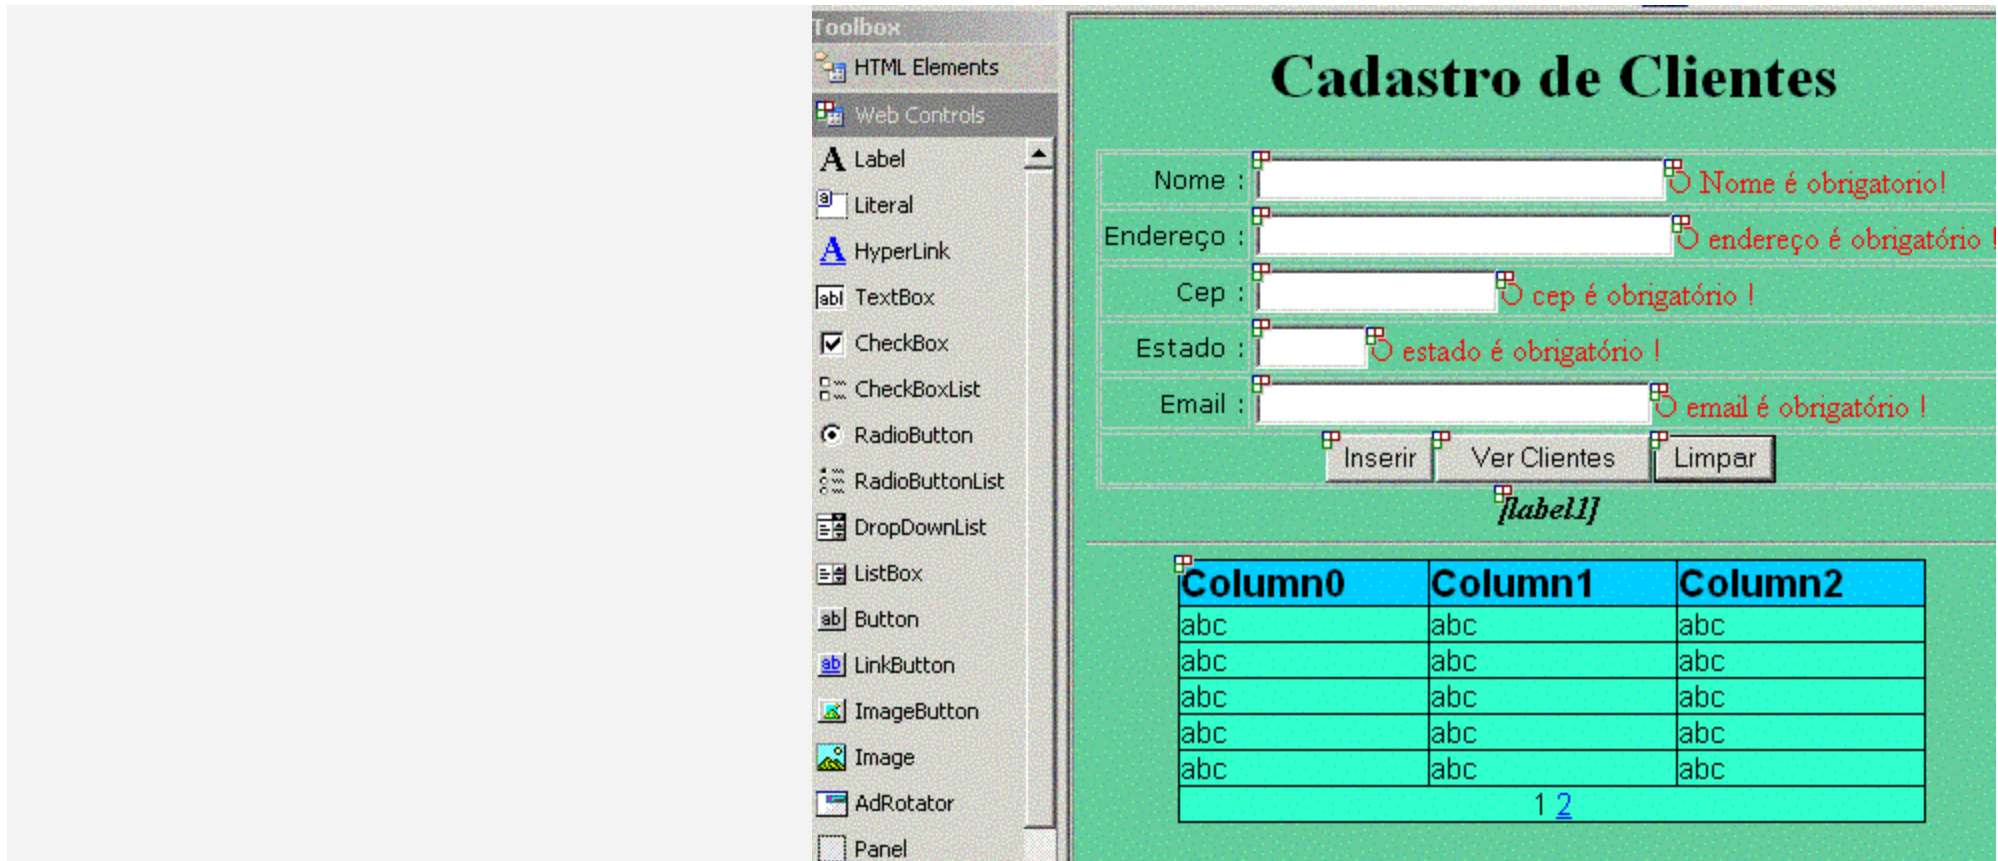 Toolbox
HTML Elements
Web Controls
A Label
Literal
A HyperLink
abl TextBox
CheckBox
CheckBoxList
RadioButton
RadioButtonList
DropDownList
ListBox
ab Button
ab LinkButton
ImageButton
Image
AdRotator
Panel
Cadastro de Clientes
Nome : Nome é obrigatorio!
Endereço : endereço é obrigatório !
Cep : cep é obrigatório !
Estado : estado é obrigatório !
Email : email é obrigatório !
Inserir Ver Clientes Limpar
[label1]
Column0 Column1 Column2
abc abc abc
abc abc abc
abc abc abc
abc abc abc
abc abc abc
1 2